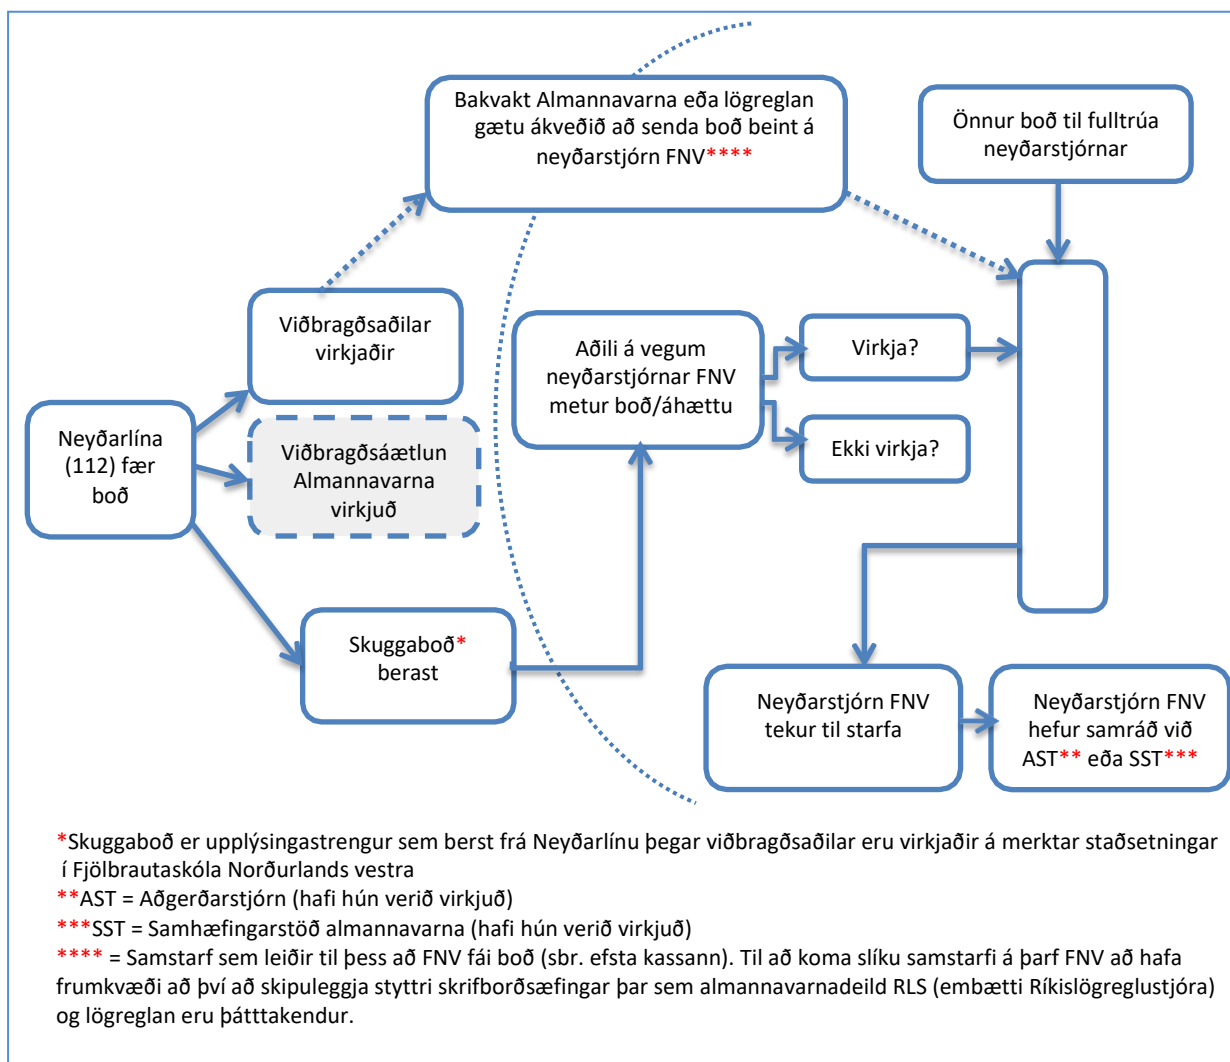 Bakvakt Almannavarna eða lögreglan
gætu ákveðið að senda boð beint á
neyðarstjórn FNV****
Önnur boð til fulltrúa
neyðarstjórnar
Viðbragðsaðilar
virkjaðir
Aðili á vegum
neyðarstjórnar FNV
metur boð/áhættu
Virkja?
Ekki virkja?
Neyðarlína
(112) fær
boð
Viðbragðsáætlun
Almannavarna
virkjuð
Skuggaboð*
berast
Neyðarstjórn FNV
tekur til starfa
Neyðarstjórn FNV
hefur samráð við
AST** eða SST***
*Skuggaboð er upplýsingastrengur sem berst frá Neyðarlínu þegar viðbragðsaðilar eru virkjaðir á merktar staðsetningar
í Fjölbrautaskóla Norðurlands vestra
**AST = Aðgerðarstjórn (hafi hún verið virkjuð)
***SST = Samhæfingarstöð almannavarna (hafi hún verið virkjuð)
**** = Samstarf sem leiðir til þess að FNV fái boð (sbr. efsta kassann). Til að koma slíku samstarfi á þarf FNV að hafa
frumkvæði að því að skipuleggja styttri skrifborðsæfingar þar sem almannavarnadeild RLS (embætti Ríkislögreglustjóra)
og lögreglan eru þátttakendur.